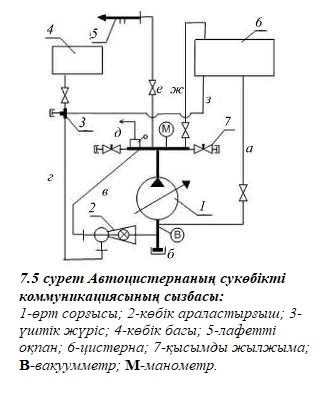 4
5
6
е
ж
з
3
д
М
7
а
г
в
2
1
В
б
7.5 сурет Автоцистернаның сукөбікті
коммуникациясының сызбасы:
1-өрт сорғысы; 2-көбік араластырғыш; 3-
үштік жүріс; 4-көбік бағы; 5-лафетті
оқпан; 6-цистерна; 7-қысымды жылжыма;
В-вакуумметр; М-манометр.